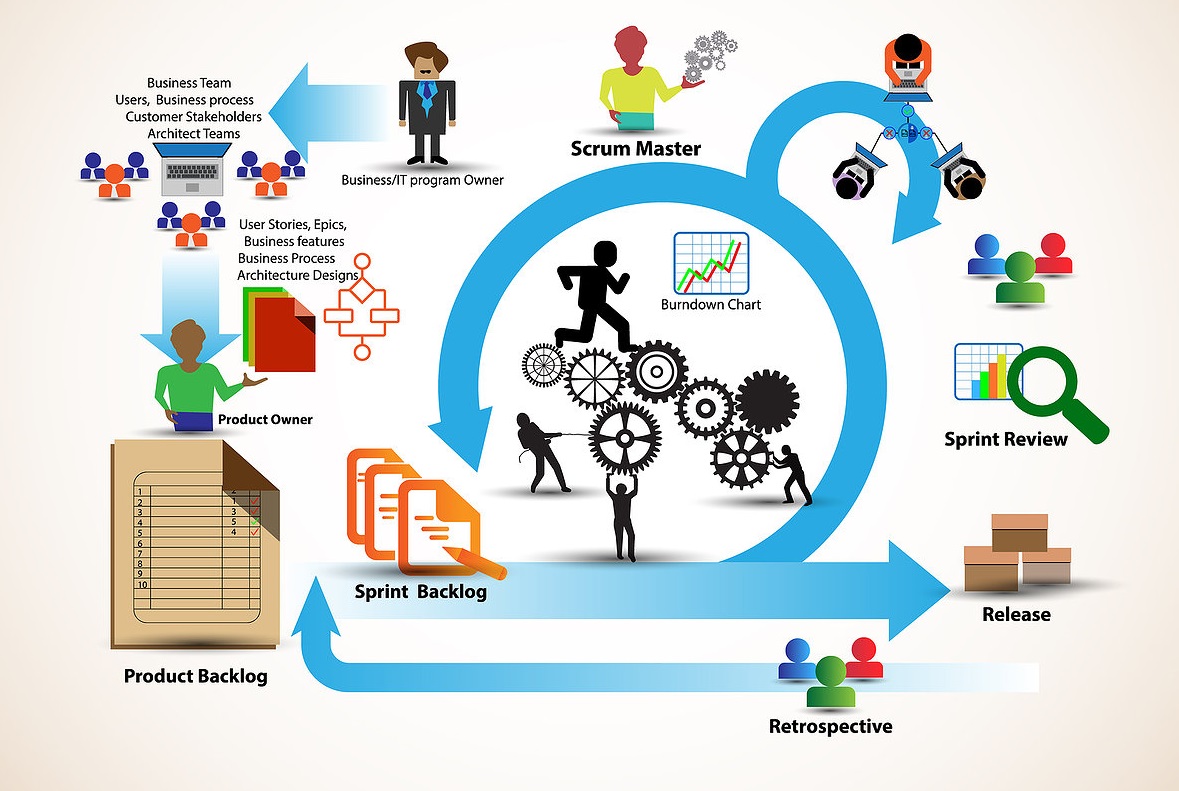 Business Team
Users, Business process
Customer Stakeholders
Architect Teams
Business/IT program Owner
Scrum Master
User Stories, Epics,
Business features
Business Process
Architecture Designs
Burndown Chart
Product Owner
Sprint Review
1
2 1
3 3
4 5
5 4
6
7
8
9
10
Sprint Backlog
Release
Product Backlog
Retrospective